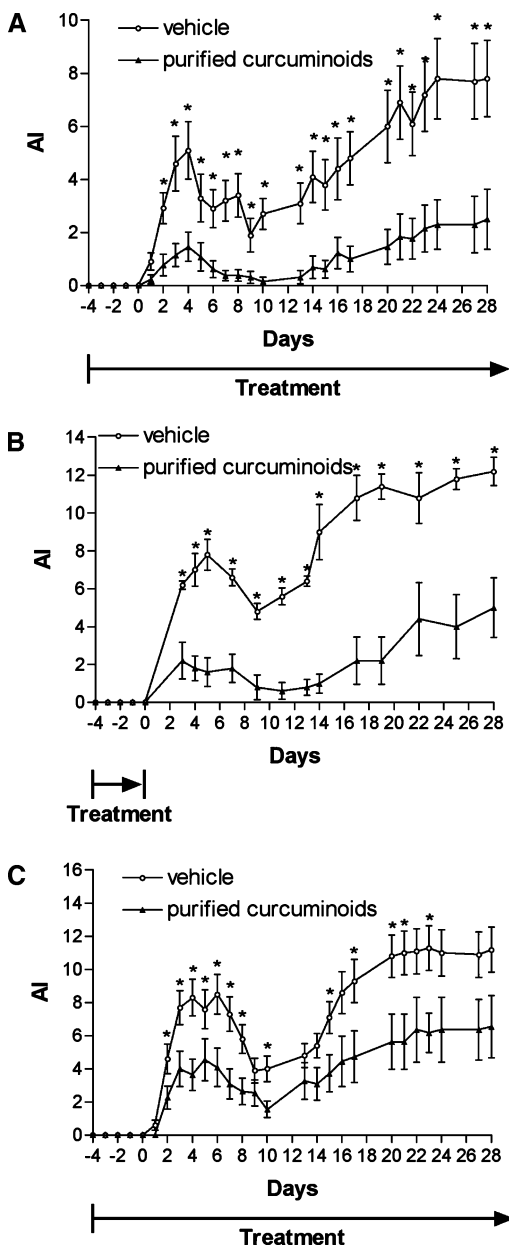 A
10
vehicle
purified curcuminoids
8
6
4
2
0
AI
* * * * * * * * * * * * * * * * * * * * * *
-4 -2 0 2 4 6 8 10 12 14 16 18 20 22 24 26 28
Days
Treatment
B
14
vehicle
purified curcuminoids
12
10
8
6
4
2
0
AI
* * * * * * * * * * * * *
-4 -2 0 2 4 6 8 10 12 14 16 18 20 22 24 26 28
Days
Treatment
C
16
vehicle
purified curcuminoids
14
12
10
8
6
4
2
0
AI
* * * * * * * * * * * * *
-4 -2 0 2 4 6 8 10 12 14 16 18 20 22 24 26 28
Days
Treatment